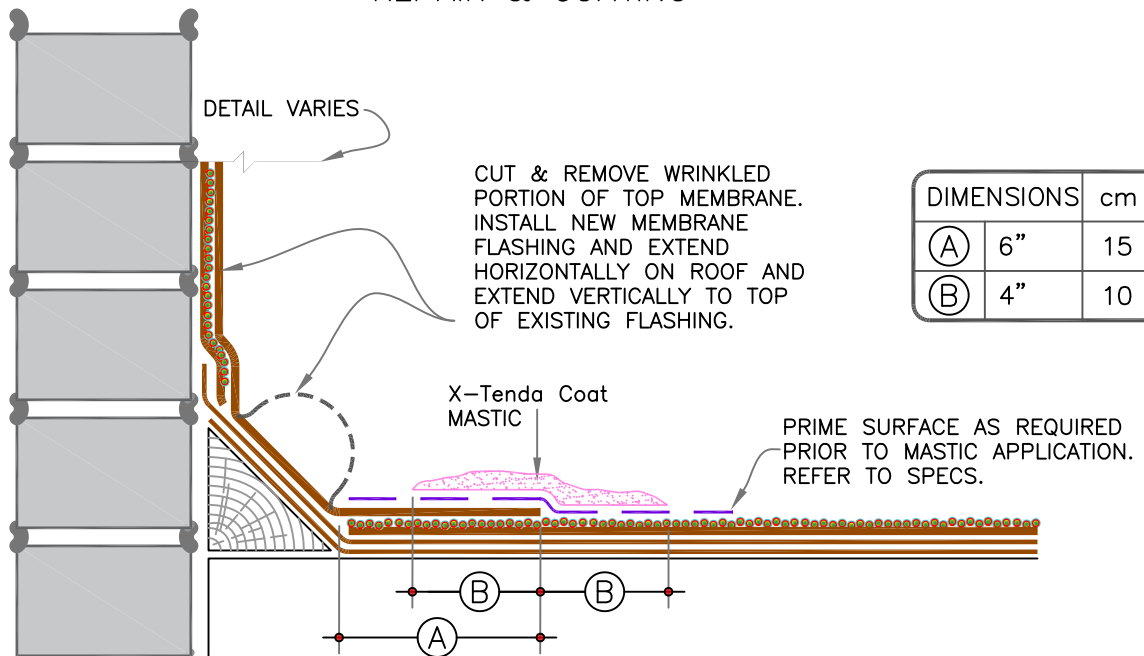 REPAIR & COATING
DETAIL VARIES
CUT & REMOVE WRINKLED
PORTION OF TOP MEMBRANE.
INSTALL NEW MEMBRANE
FLASHING AND EXTEND
HORIZONTALLY ON ROOF AND
EXTEND VERTICALLY TO TOP
OF EXISTING FLASHING.
DIMENSIONS cm
A 6” 15
B 4” 10
X-Tenda Coat
MASTIC
PRIME SURFACE AS REQUIRED
PRIOR TO MASTIC APPLICATION.
REFER TO SPECS.
B B
A